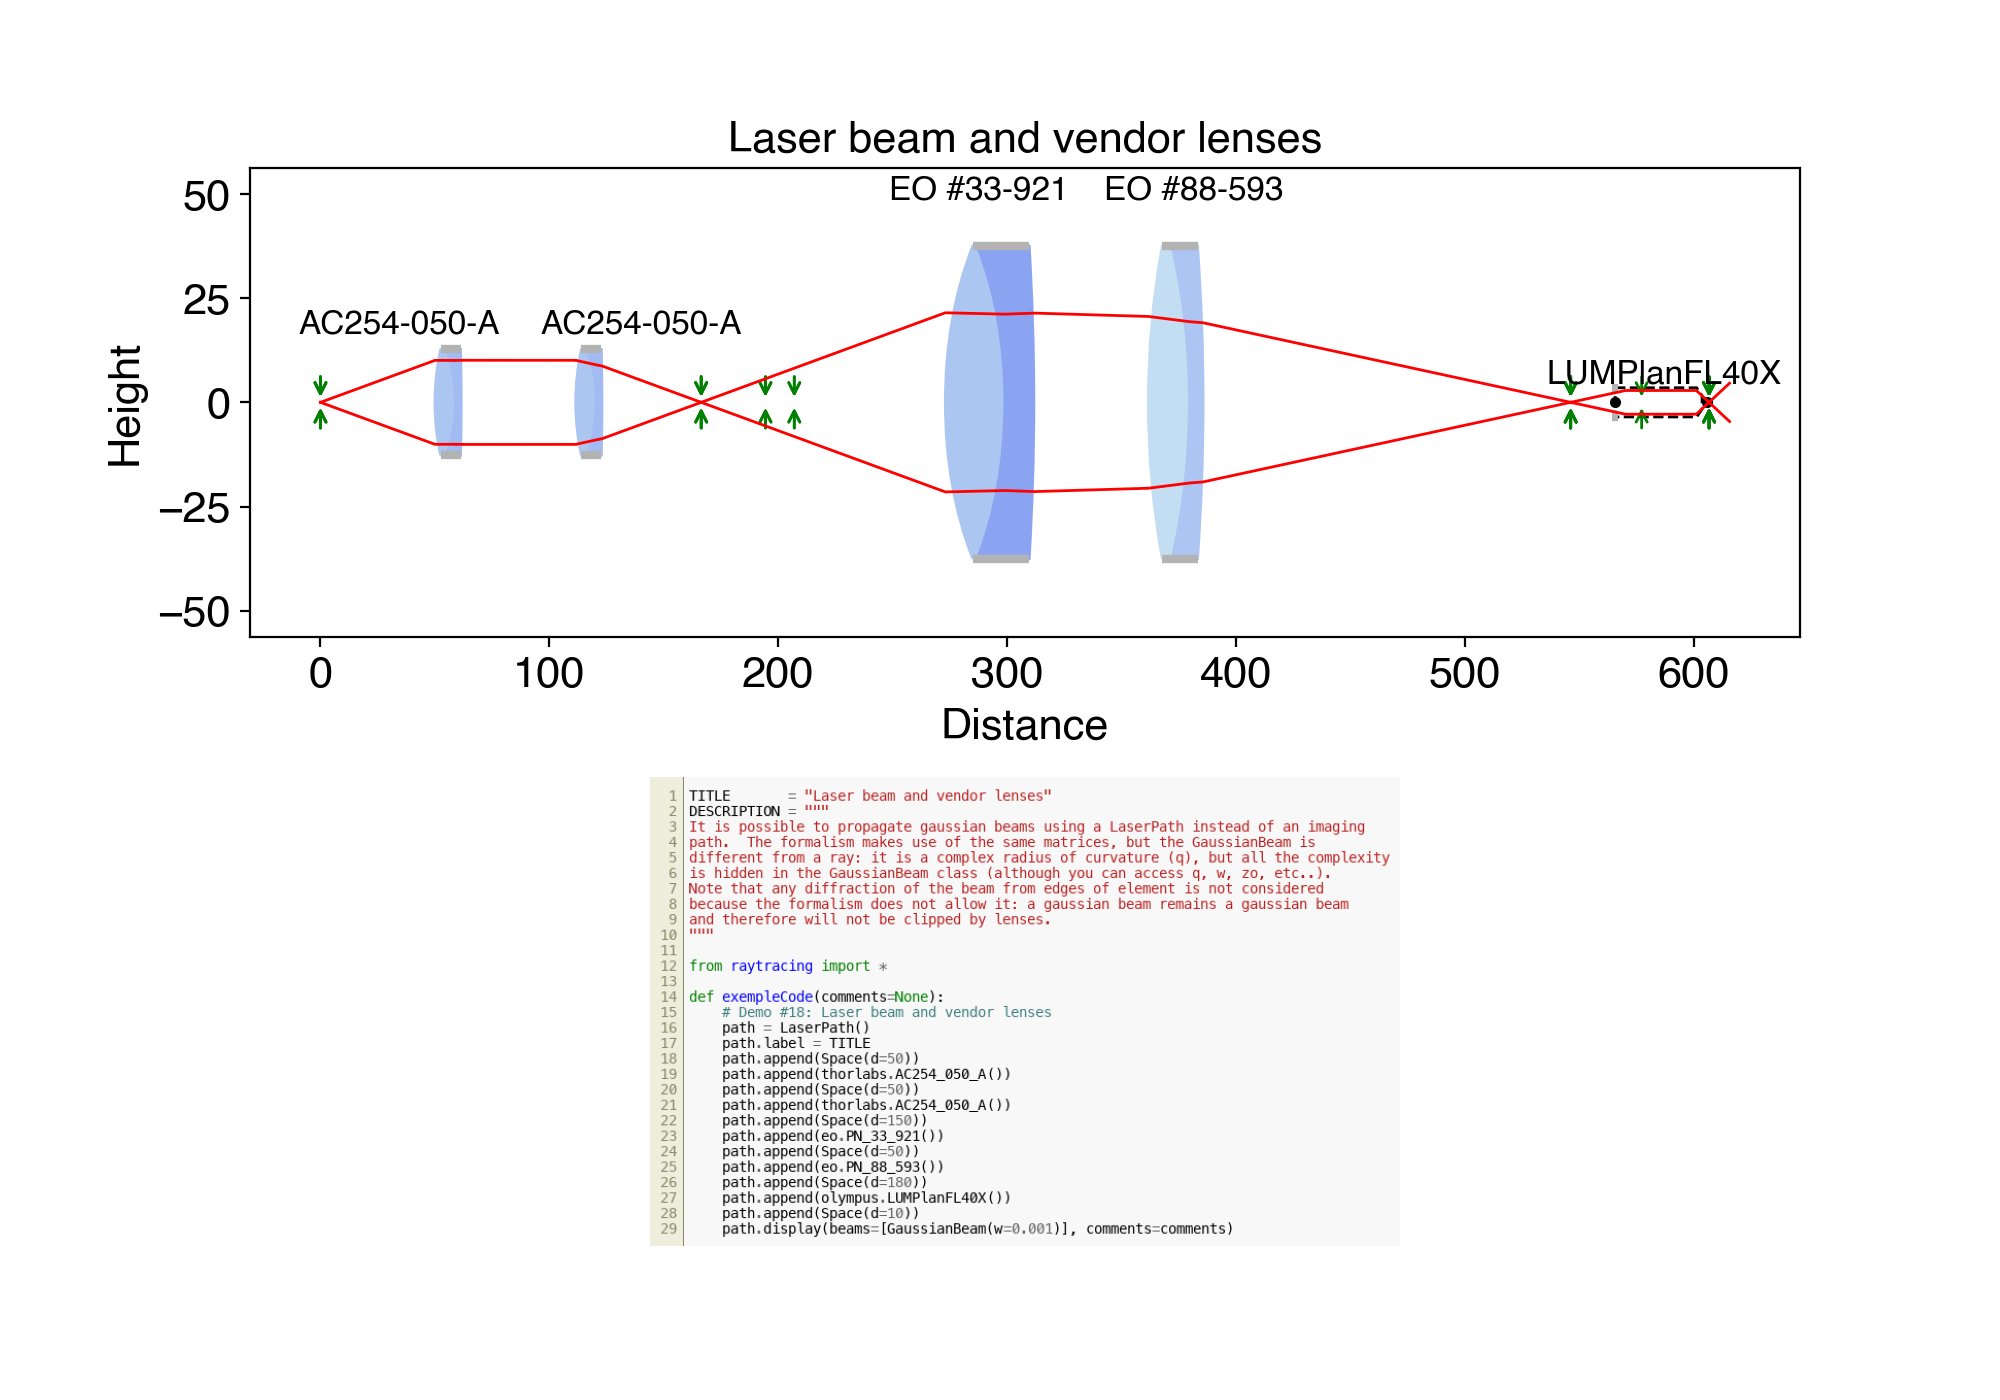 Laser beam and vendor lenses
EO #33-921
EO #88-593
AC254-050-A
AC254-050-A
LUMPlanFL40X
50
25
0
−25
−50
Height
0
100
200
300
400
500
600
Distance
1 TITLE       = "Laser beam and vendor lenses"
2 DESCRIPTION = """
3 It is possible to propagate gaussian beams using a LaserPath instead of an imaging
4 path.  The formalism makes use of the same matrices, but the GaussianBeam is
5 different from a ray: it is a complex radius of curvature (q), but all the complexity
6 is hidden in the GaussianBeam class (although you can access q, w, zo, etc..).
7 Note that any diffraction of the beam from edges of element is not considered
8 because the formalism does not allow it: a gaussian beam remains a gaussian beam
9 and therefore will not be clipped by lenses.
10 """
11
12 from raytracing import *
13
14 def exempleCode(comments=None):
15     # Demo #18: Laser beam and vendor lenses
16     path = LaserPath()
17     path.label = TITLE
18     path.append(Space(d=50))
19     path.append(thorlabs.AC254_050_A())
20     path.append(Space(d=50))
21     path.append(thorlabs.AC254_050_A())
22     path.append(Space(d=150))
23     path.append(eo.PN_33_921())
24     path.append(Space(d=50))
25     path.append(eo.PN_88_593())
26     path.append(Space(d=180))
27     path.append(olympus.LUMPlanFL40X())
28     path.append(Space(d=10))
29     path.display(beams=[GaussianBeam(w=0.001)], comments=comments)